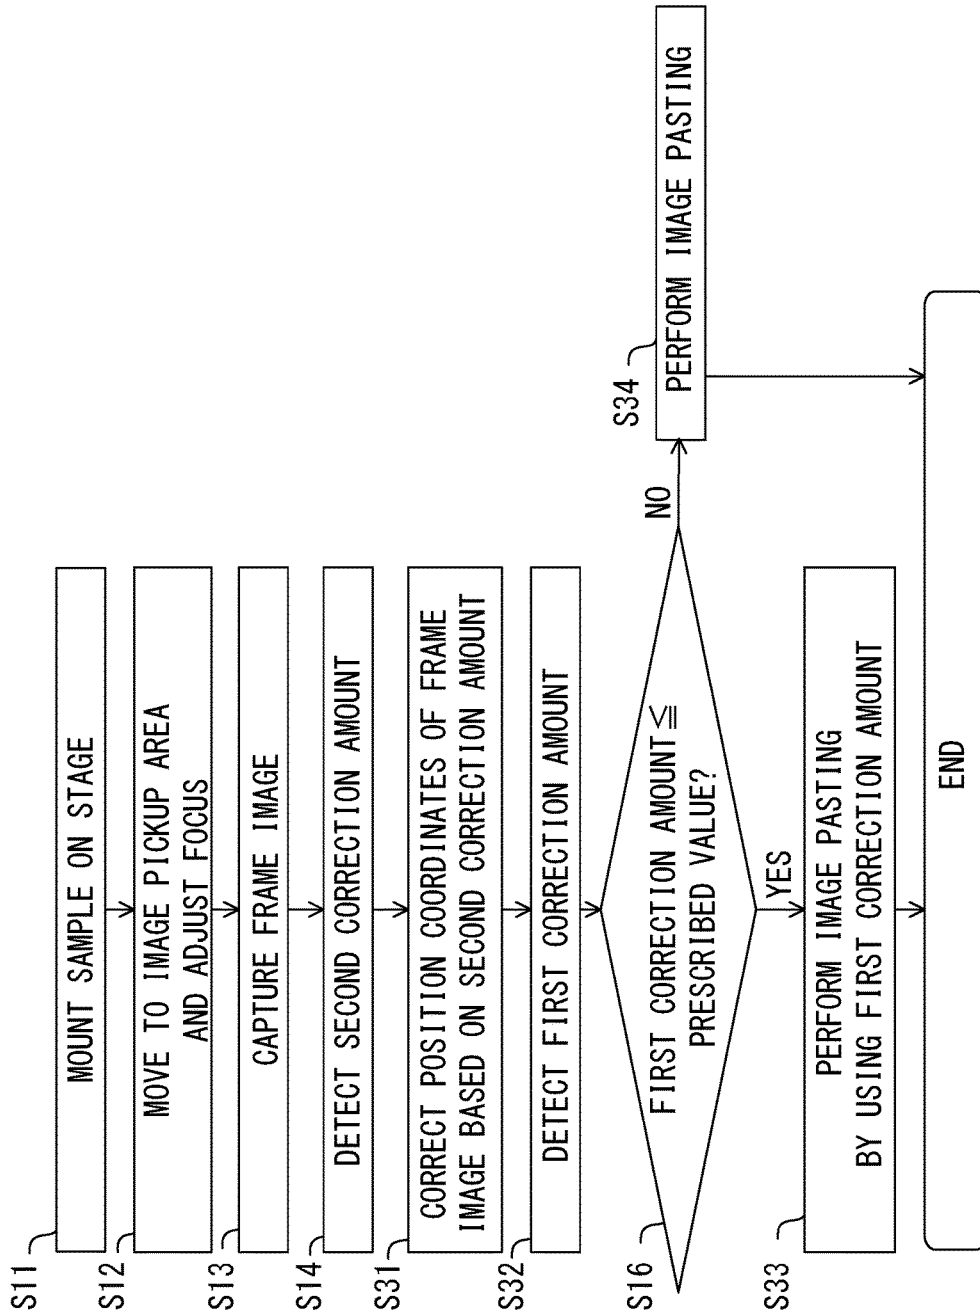 S11
MOUNT SAMPLE ON STAGE
S12
MOVE TO IMAGE PICKUP AREA
AND ADJUST FOCUS
S13
CAPTURE FRAME IMAGE
S14
DETECT SECOND CORRECTION AMOUNT
S31
CORRECT POSITION COORDINATES OF FRAME
IMAGE BASED ON SECOND CORRECTION AMOUNT
S32
DETECT FIRST CORRECTION AMOUNT
S16
FIRST CORRECTION AMOUNT≦
PRESCRIBED VALUE?
NO
S34
PERFORM IMAGE PASTING
YES
S33
PERFORM IMAGE PASTING
BY USING FIRST CORRECTION AMOUNT
END